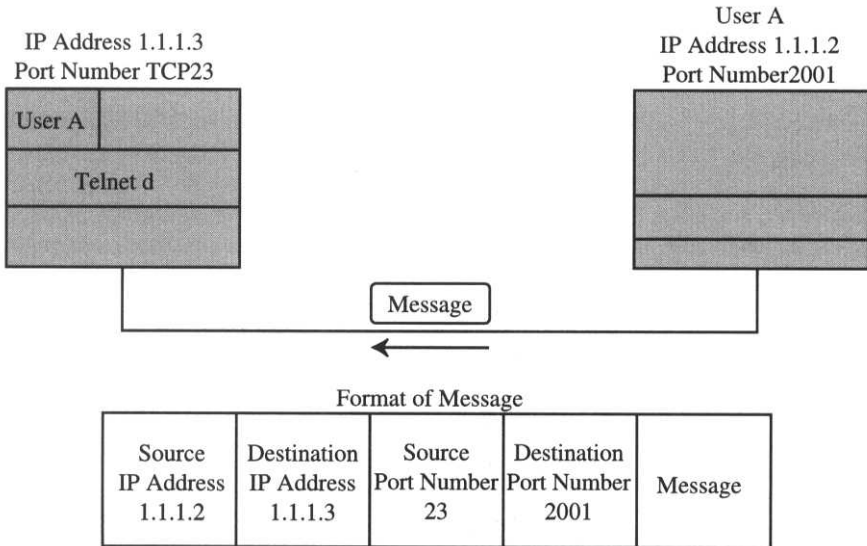 IP Address 1.1.1.3
Port Number TCP23
User A
IP Address 1.1.1.2
Port Number2001
User A
Telnet d
Message
Format of Message
Source
IP Address
1.1.1.2
Destination
IP Address
1.1.1.3
Source
Port Number
23
Destination
Port Number
2001
Message